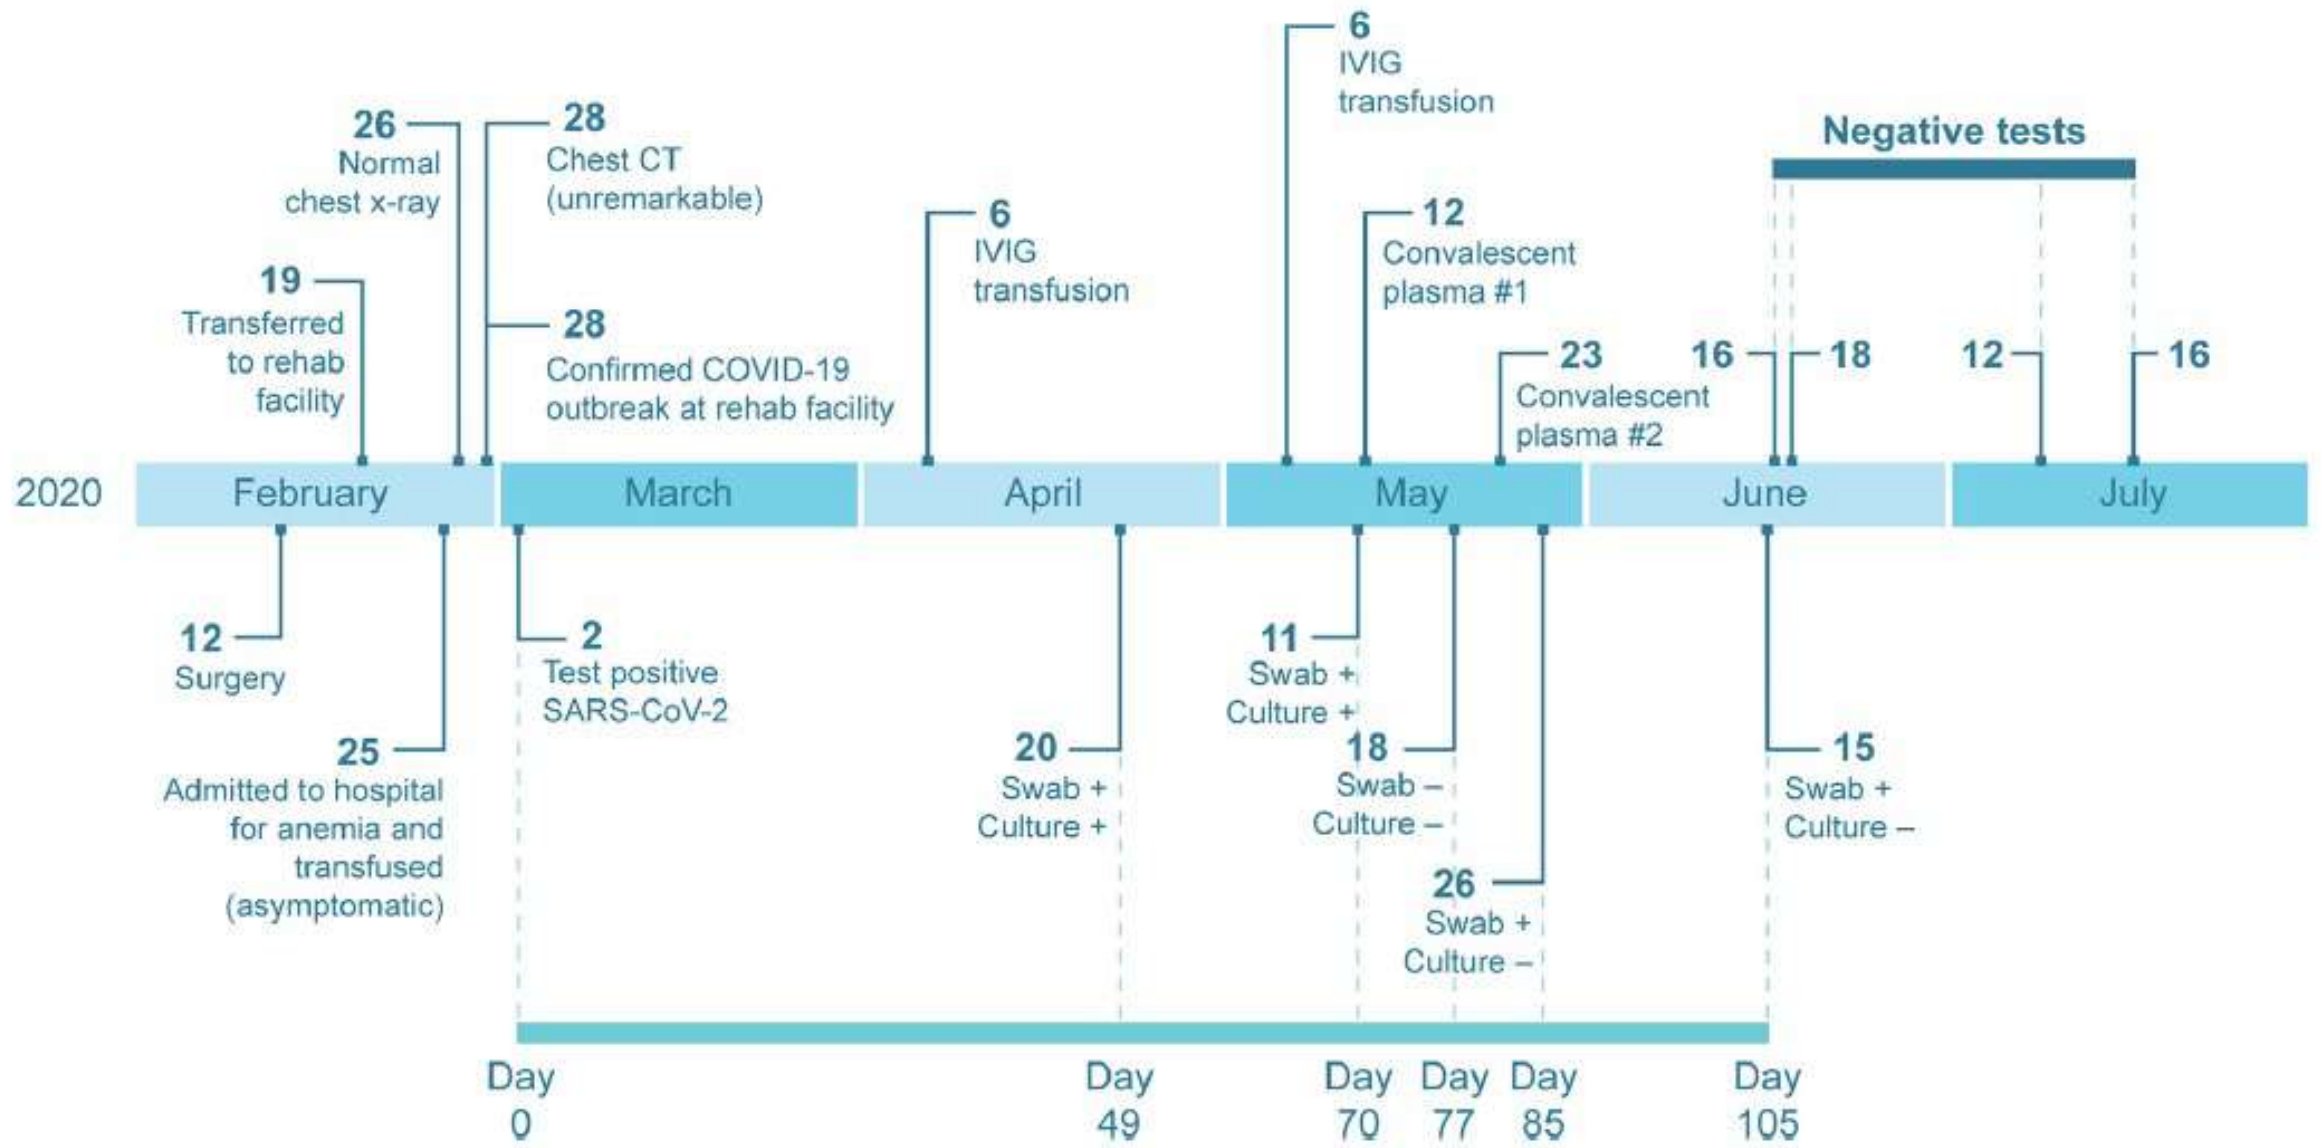 6
IVIG
transfusion
26
Normal
chest x-ray
28
Chest CT
(unremarkable)
Negative tests
19
Transferred
to rehab
facility
28
Confirmed COVID-19
outbreak at rehab facility
6
IVIG
transfusion
12
Convalescent
plasma #1
23
Convalescent
plasma #2
16
18
12
16
2020
February
March
April
May
June
July
12
Surgery
25
Admitted to hospital
for anemia and
transfused
(asymptomatic)
2
Test positive
SARS-CoV-2
20
Swab +
Culture +
11
Swab +
Culture +
18
Swab –
Culture –
26
Swab +
Culture –
15
Swab +
Culture –
Day
0
Day
49
Day
70
Day
77
Day
85
Day
105